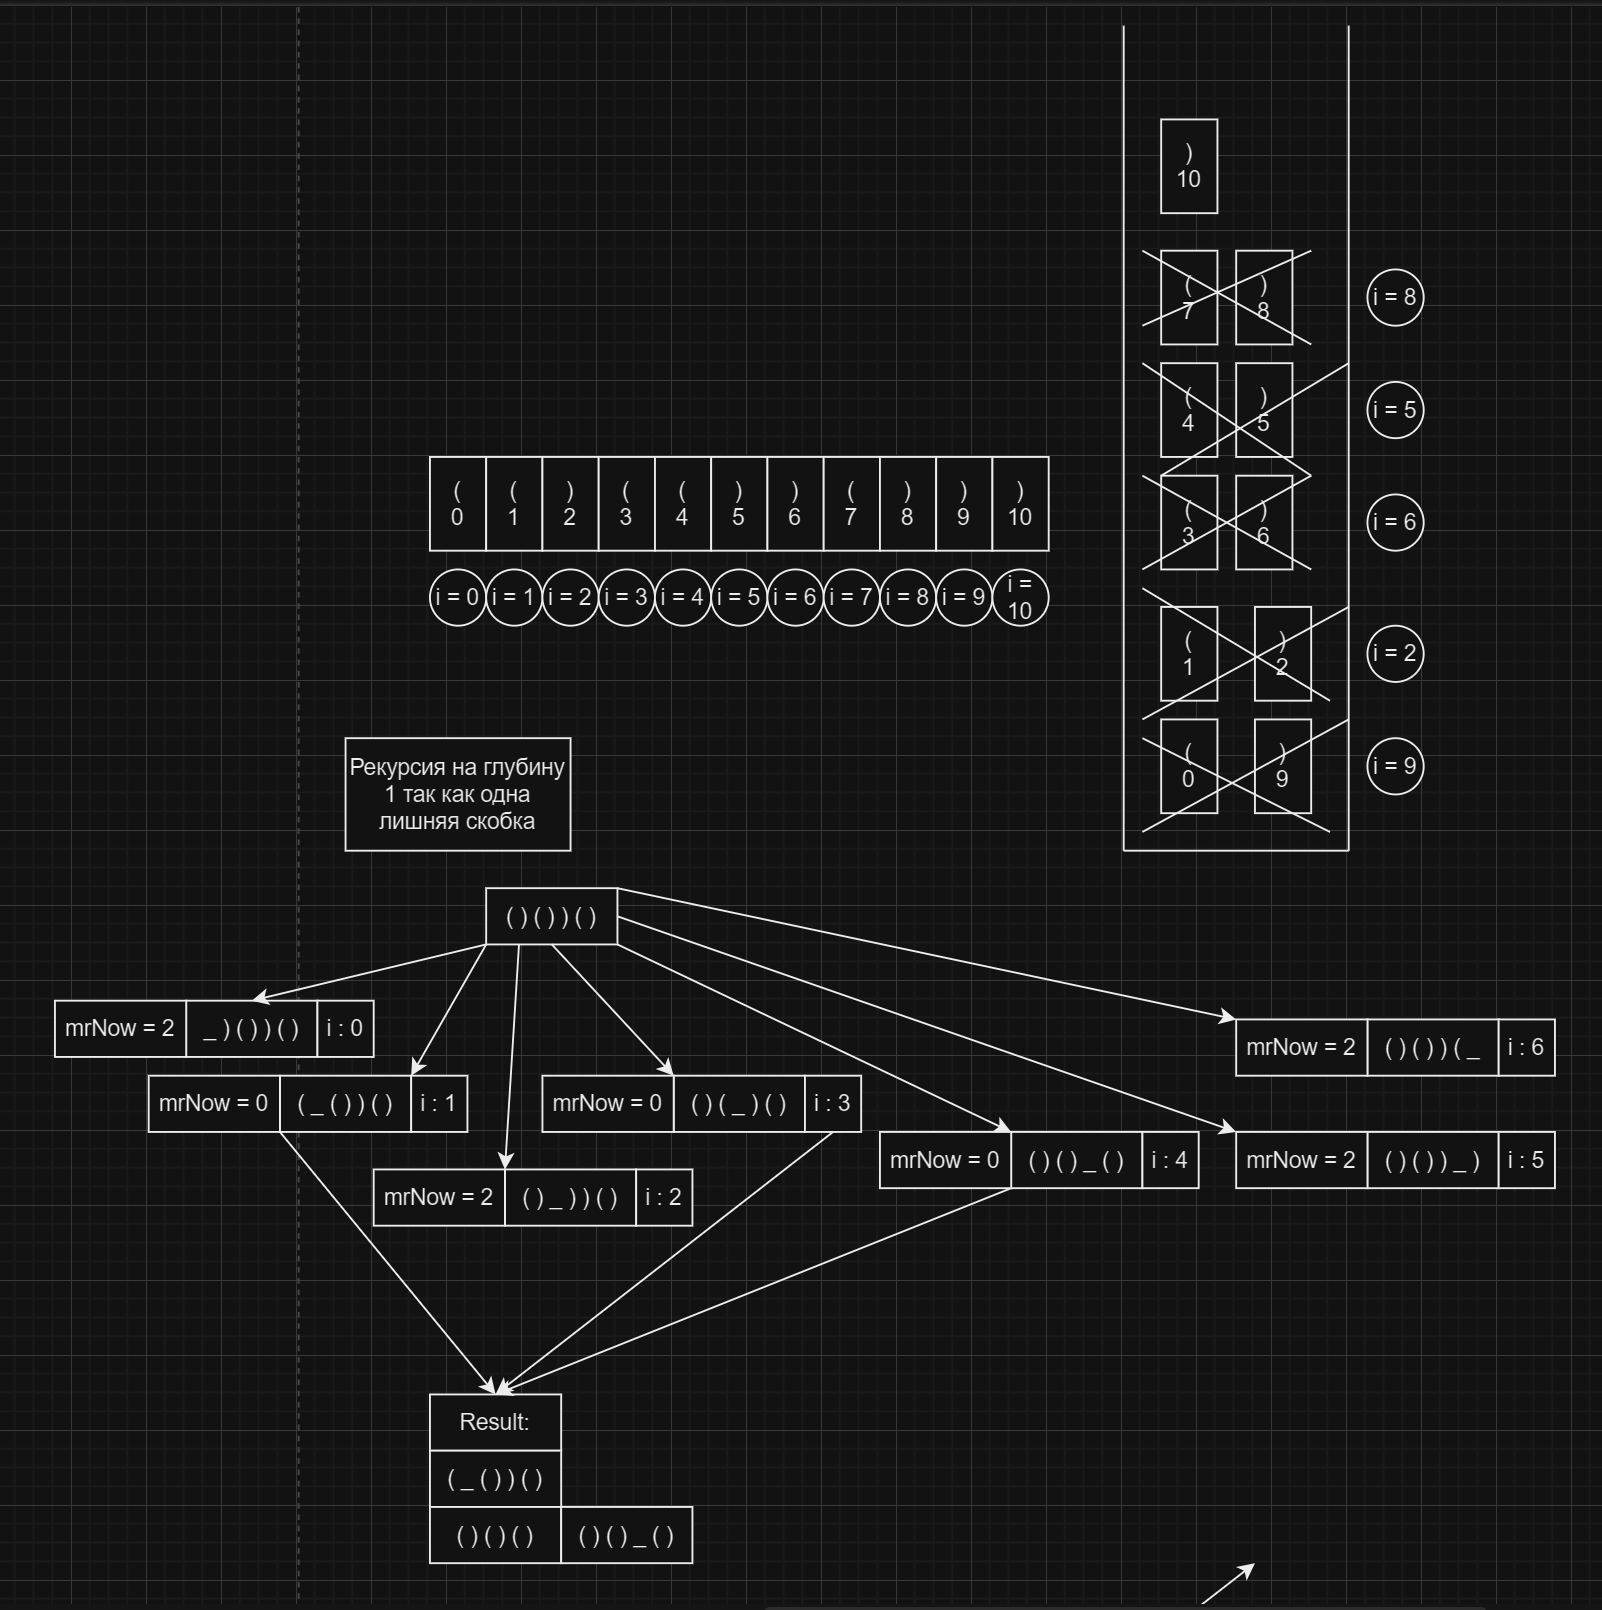 )
10
( )
7 8
i = 8
( )
4 5
i = 5
( ( ) ( ( ) ) ( ) ) )
0 1 2 3 4 5 6 7 8 9 10
( )
3 6
i = 6
i = 0 i = 1 i = 2 i = 3 i = 4 i = 5 i = 6 i = 7 i = 8 i = 9 i =
10
( )
1 2
i = 2
( )
0 9
i = 9
Рекурсия на глубину
1 так как одна
лишняя скобка
( ) ( ) ) ( )
mrNow = 2 _ ) ( ) ) ( ) i : 0
mrNow = 2 ( ) ( ) ) ( _ i : 6
mrNow = 0 ( _ ( ) ) ( ) i : 1
mrNow = 0 ( ) ( _ ) ( ) i : 3
mrNow = 0 ( ) ( ) _ ( ) i : 4
mrNow = 2 ( ) ( ) ) _ ) i : 5
mrNow = 2 ( ) _ ) ) ( ) i : 2
Result:
( _ ( ) ) ( )
( ) ( ) ( ) ( ) ( ) _ ( )